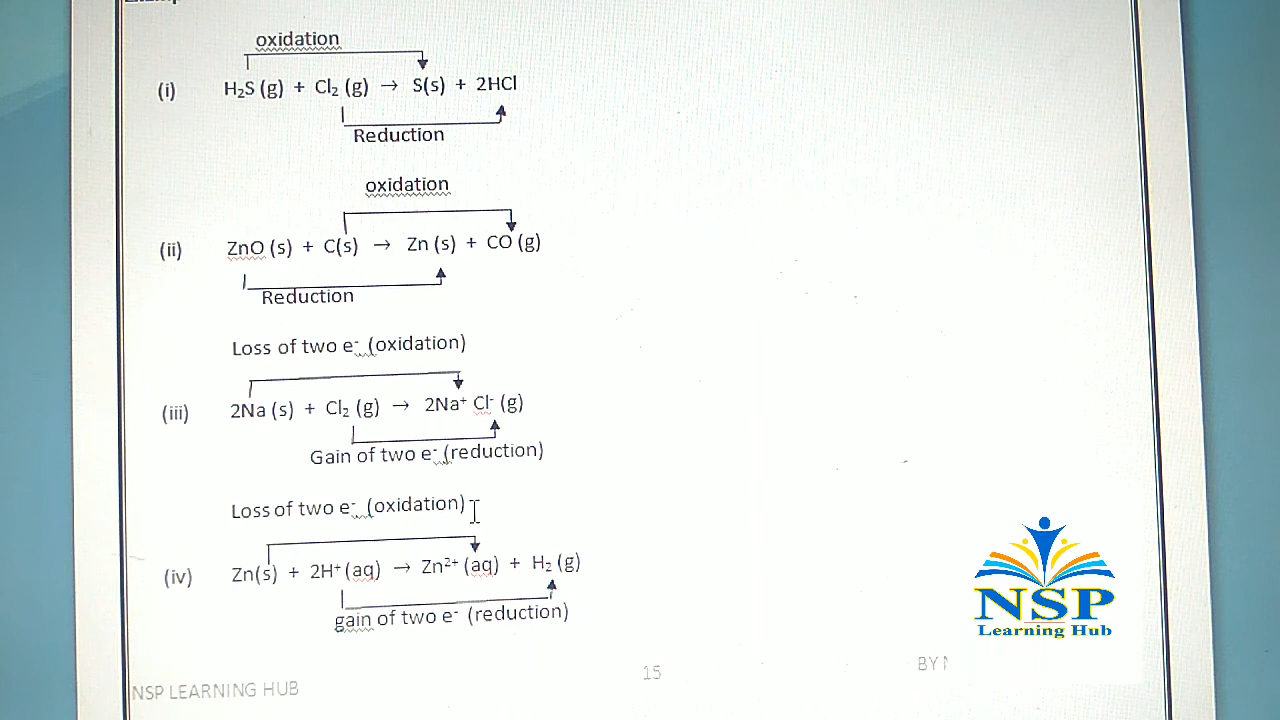 oxidation
(i) H₂S (g) + Cl₂ (g) → S(s) + 2HCl
Reduction
oxidation
(ii) ZnO (s) + C(s) → Zn (s) + CO (g)
Reduction
Loss of two e⁻ (oxidation)
(iii) 2Na (s) + Cl₂ (g) → 2Na⁺ Cl⁻ (g)
Gain of two e⁻ (reduction)
Loss of two e⁻ (oxidation)
(iv) Zn(s) + 2H⁺ (aq) → Zn²⁺ (aq) + H₂ (g)
gain of two e⁻ (reduction)
NSP
Learning Hub
15
BY
NSP LEARNING HUB